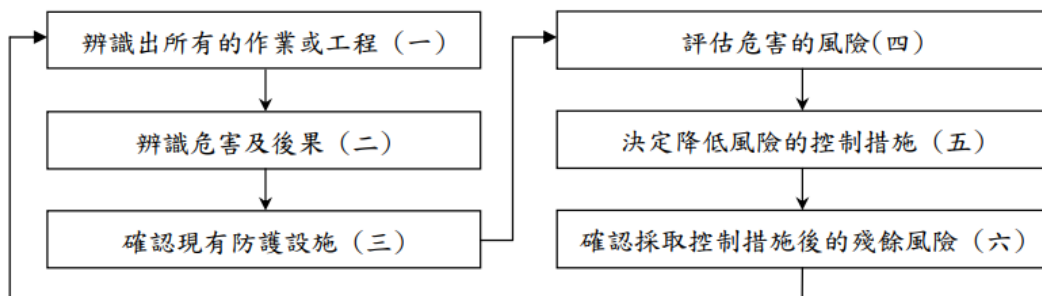 辨識出所有的作業或工程（一）
辨識危害及後果（二）
確認現有防護設施（三）
評估危害的風險(四)
決定降低風險的控制措施（五）
確認採取控制措施後的殘餘風險（六）